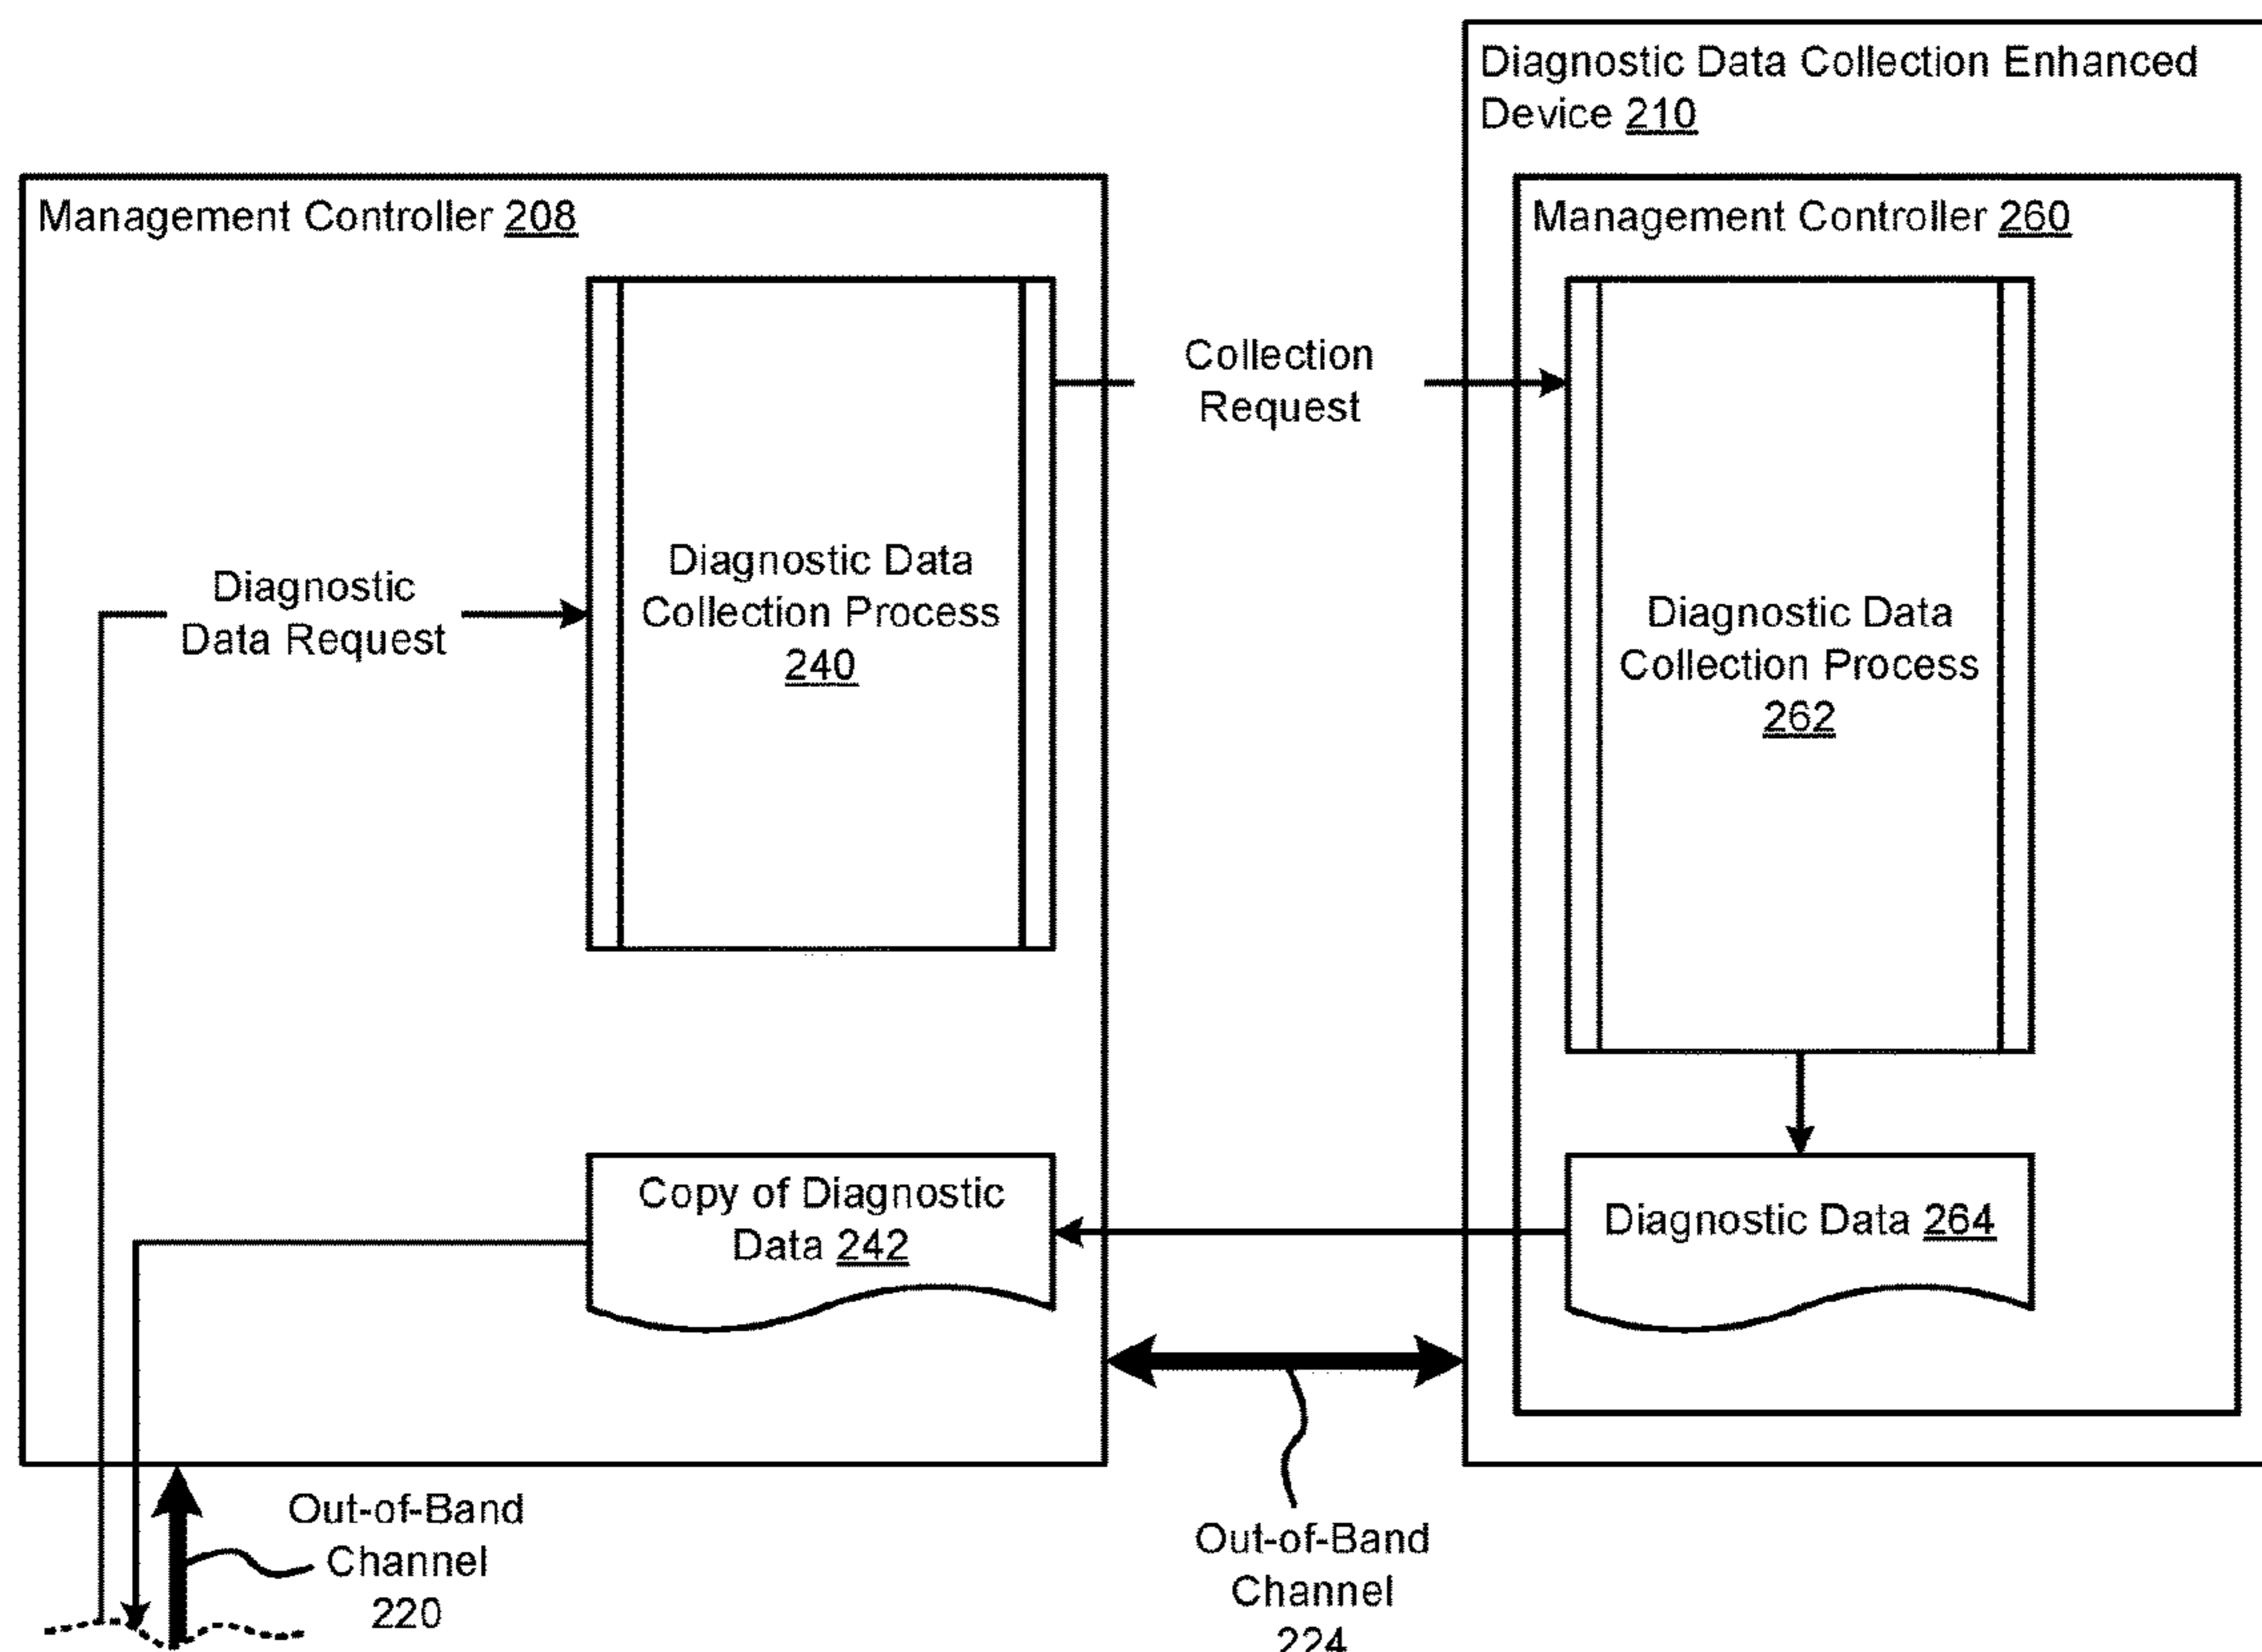 Diagnostic Data Collection Enhanced
Device 210
Management Controller 208
Management Controller 260
Collection
Request
Diagnostic
Data Request
Diagnostic Data
Collection Process
240
Diagnostic Data
Collection Process
262
Copy of Diagnostic
Data 242
Diagnostic Data 264
Out-of-Band
Channel
220
Out-of-Band
Channel
224